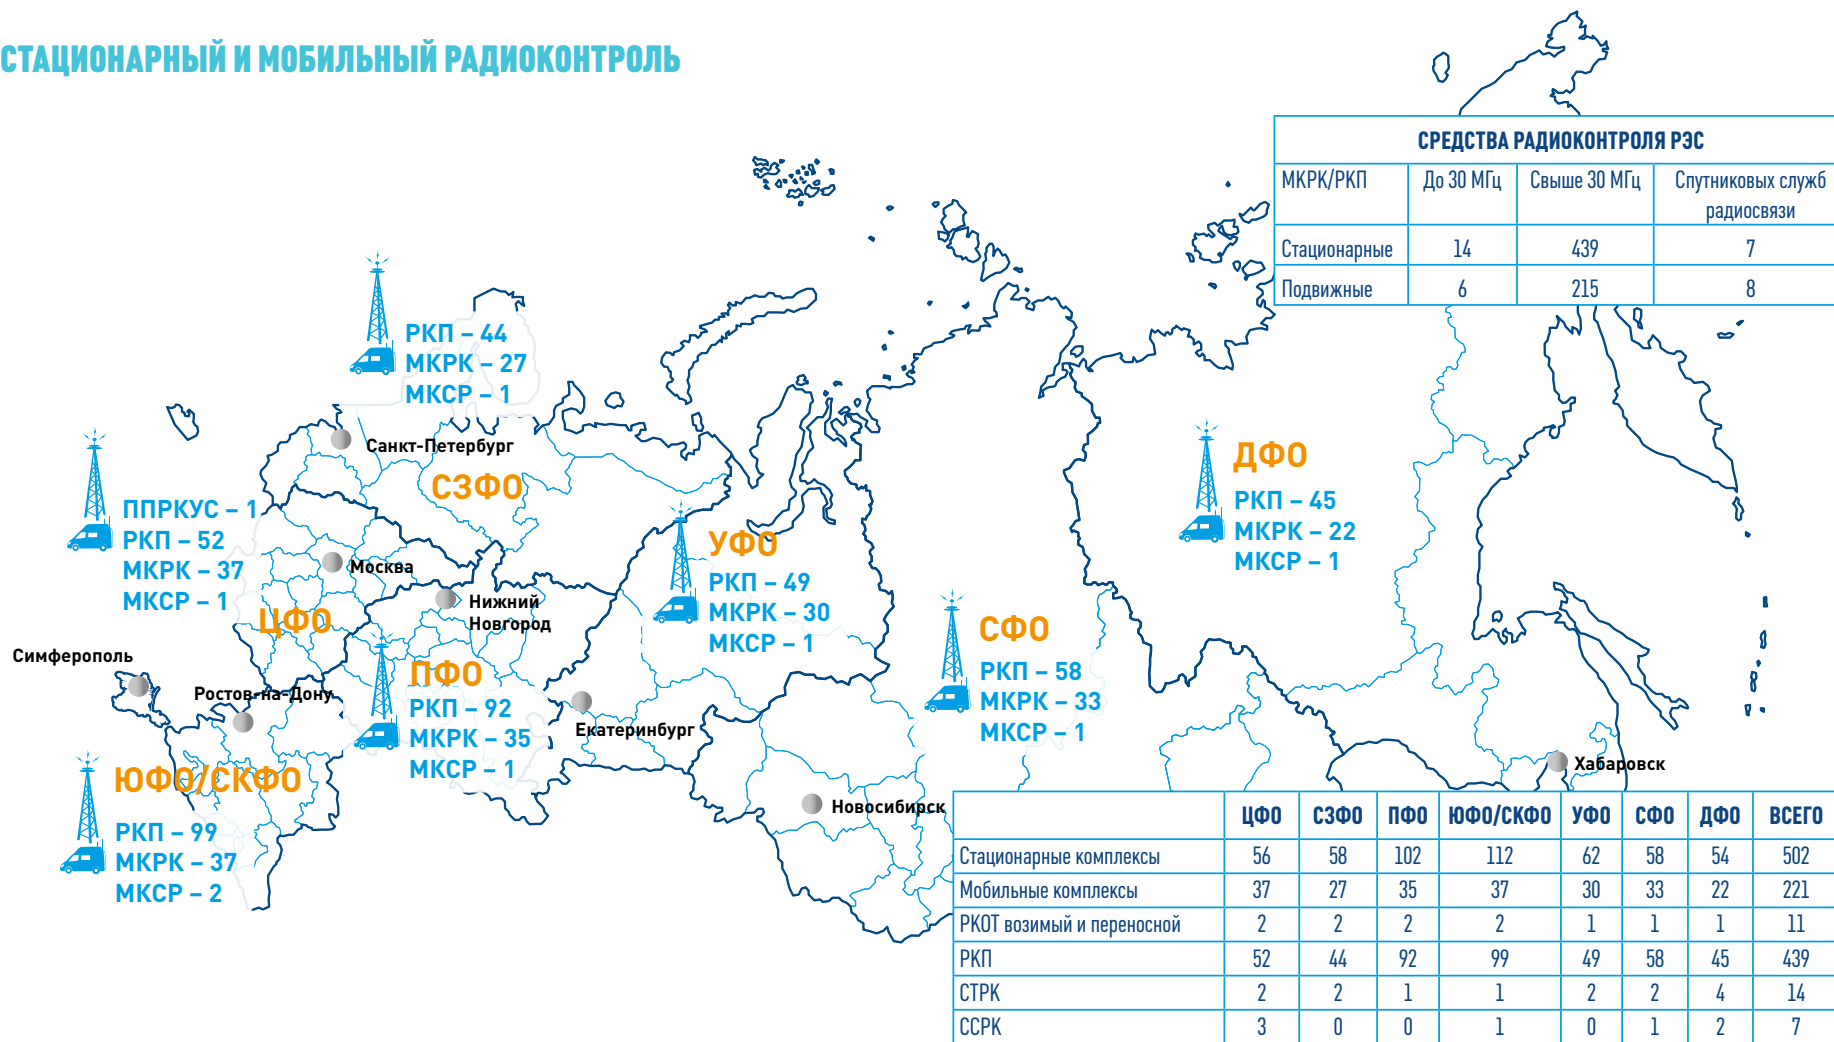 СТАЦИОНАРНЫЙ И МОБИЛЬНЫЙ РАДИОКОНТРОЛЬ
СРЕДСТВА РАДИОКОНТРОЛЯ РЭС
МКРК/РКП До 30 МГц Свыше 30 МГц Спутниковых служб
радиосвязи
Стационарные 14 439 7
Подвижные 6 215 8
РКП – 44
МКРК – 27
МКСР – 1
Санкт-Петербург
СЗФО
ППРКУС – 1
РКП – 52
МКРК – 37
МКСР – 1
Москва
ЦФО
Нижний
Новгород
УФО
РКП – 49
МКРК – 30
МКСР – 1
ДФО
РКП – 45
МКРК – 22
МКСР – 1
СФО
РКП – 58
МКРК – 33
МКСР – 1
Симферополь
Ростов-на-Дону
ПФО
РКП – 92
МКРК – 35
МКСР – 1
Екатеринбург
ЮФО/СКФО
РКП – 99
МКРК – 37
МКСР – 2
Новосибирск
Хабаровск
ЦФО СЗФО ПФО ЮФО/СКФО УФО СФО ДФО ВСЕГО
Стационарные комплексы 56 58 102 112 62 58 54 502
Мобильные комплексы 37 27 35 37 30 33 22 221
РКОТ возимый и переносной 2 2 2 2 1 1 1 11
РКП 52 44 92 99 49 58 45 439
СТРК 2 2 1 1 2 2 4 14
ССРК 3 0 0 1 0 1 2 7